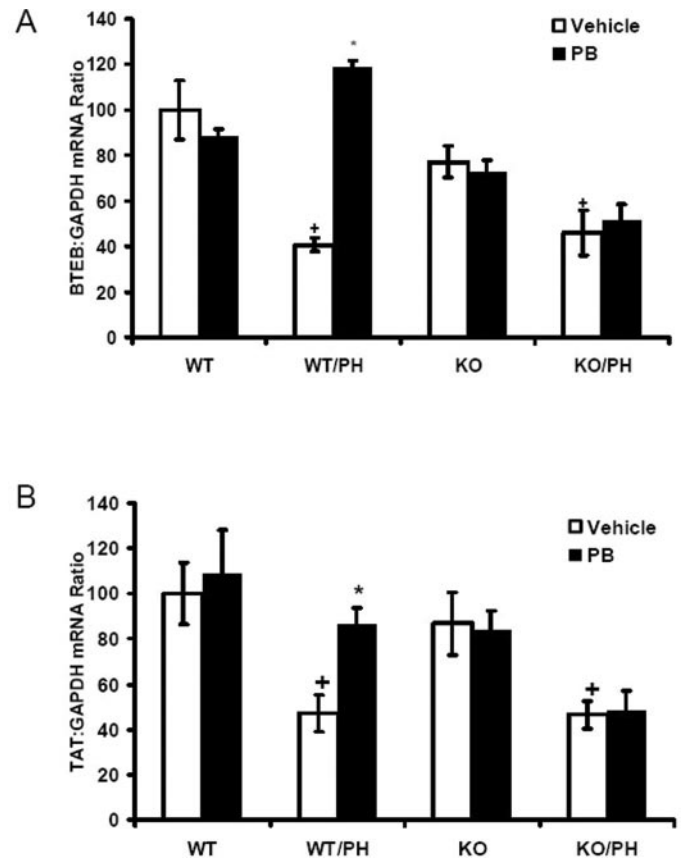 A
BTEB:GAPDH mRNA Ratio
140
120
100
80
60
40
20
0
Vehicle
PB
+
*
+
WT
WT/PH
KO
KO/PH
B
TAT:GAPDH mRNA Ratio
140
120
100
80
60
40
20
0
Vehicle
PB
+
*
+
WT
WT/PH
KO
KO/PH